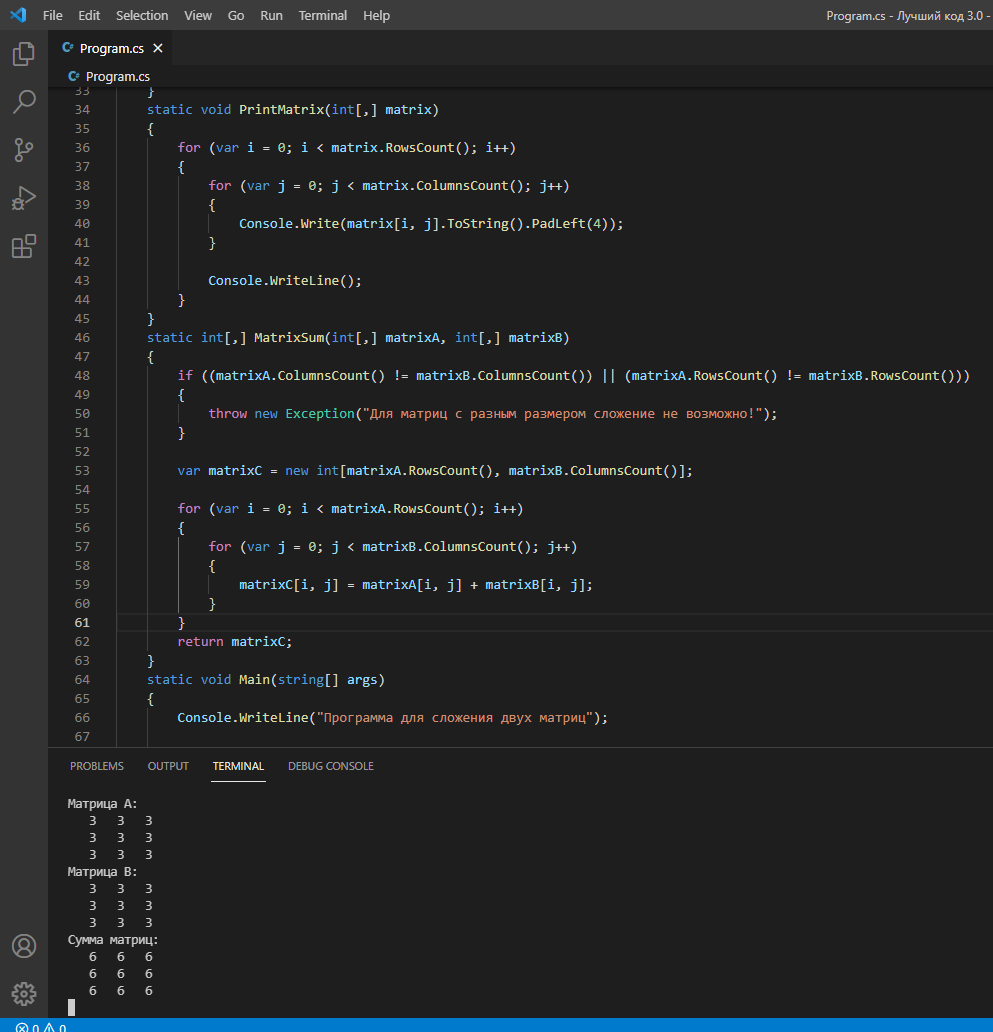 File Edit Selection View Go Run Terminal Help Program.cs - Лучший код 3.0 -
C# Program.cs ×
C# Program.cs
33 }
34 static void PrintMatrix(int[,] matrix)
35 {
36 for (var i = 0; i < matrix.RowsCount(); i++)
37 {
38 for (var j = 0; j < matrix.ColumnsCount(); j++)
39 {
40 Console.Write(matrix[i, j].ToString().PadLeft(4));
41 }
42
43 Console.WriteLine();
44 }
45 }
46 static int[,] MatrixSum(int[,] matrixA, int[,] matrixB)
47 {
48 if ((matrixA.ColumnsCount() != matrixB.ColumnsCount()) || (matrixA.RowsCount() != matrixB.RowsCount()))
49 {
50 throw new Exception("Для матриц с разным размером сложение не возможно!");
51 }
52
53 var matrixC = new int[matrixA.RowsCount(), matrixB.ColumnsCount()];
54
55 for (var i = 0; i < matrixA.RowsCount(); i++)
56 {
57 for (var j = 0; j < matrixB.ColumnsCount(); j++)
58 {
59 matrixC[i, j] = matrixA[i, j] + matrixB[i, j];
60 }
61 }
62 return matrixC;
63 }
64 static void Main(string[] args)
65 {
66 Console.WriteLine("Программа для сложения двух матриц");
67
PROBLEMS OUTPUT TERMINAL DEBUG CONSOLE
Матрица A:
3 3 3
3 3 3
3 3 3
Матрица B:
3 3 3
3 3 3
3 3 3
Сумма матриц:
6 6 6
6 6 6
6 6 6
0 0